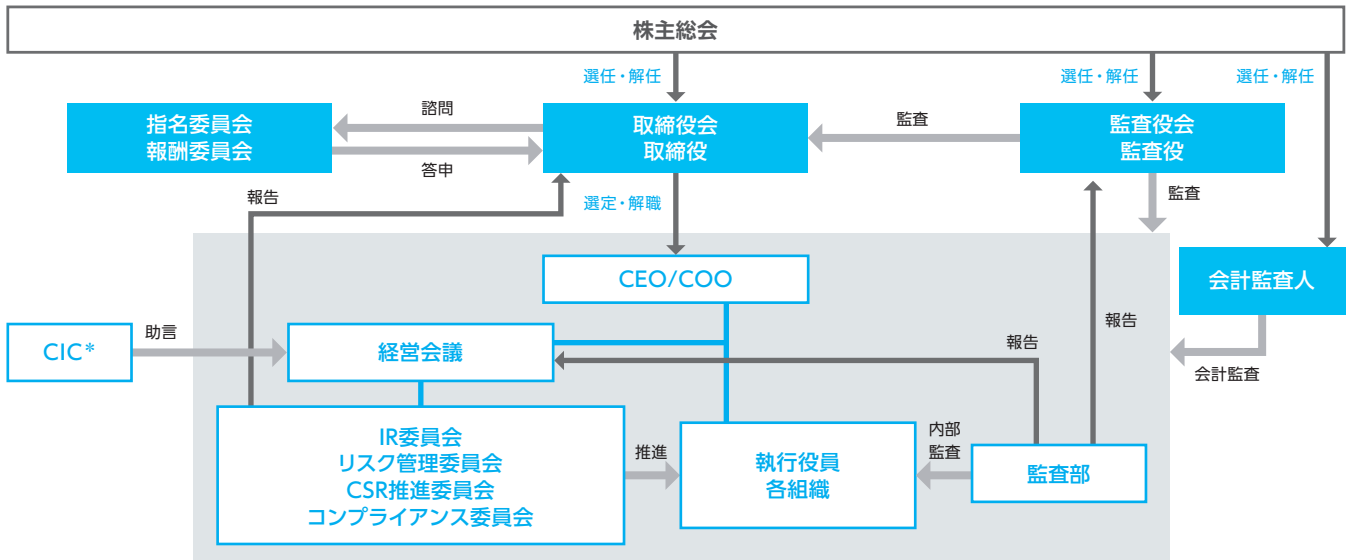 株主総会
選任・解任
選任・解任
選任・解任
指名委員会
報酬委員会
諮問
答申
取締役会
取締役
監査
監査役会
監査役
報告
選定・解職
監査
CEO/COO
会計監査人
CIC*
助言
経営会議
報告
報告
会計監査
IR委員会
リスク管理委員会
CSR推進委員会
コンプライアンス委員会
推進
執行役員
各組織
内部
監査
監査部